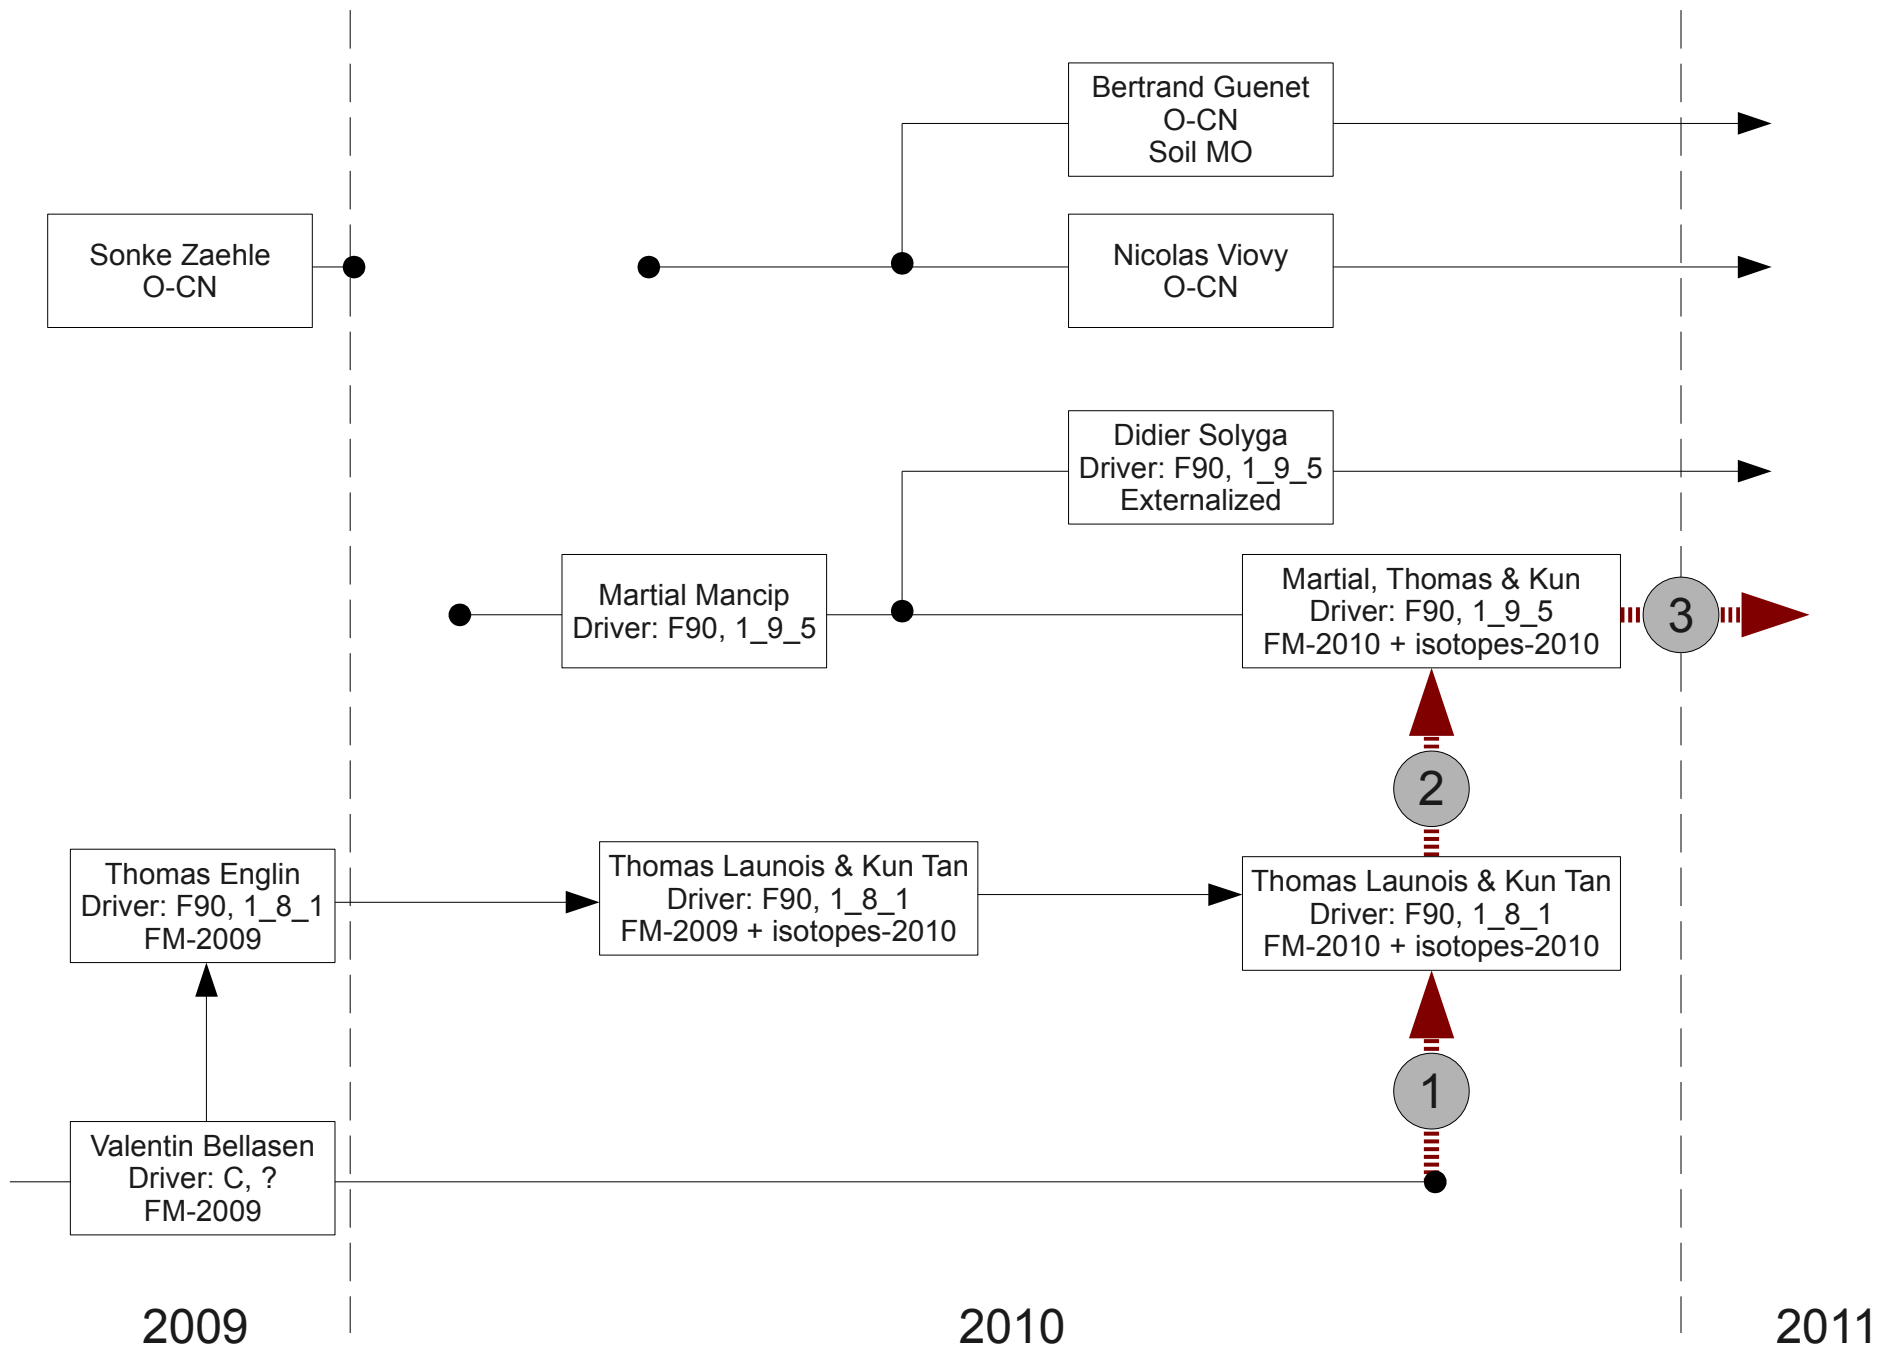 Bertrand Guenet
O-CN
Soil MO
Sonke Zaehle
O-CN
Nicolas Viovy
O-CN
Didier Solyga
Driver: F90, 1_9_5
Externalized
Martial Mancip
Driver: F90, 1_9_5
Martial, Thomas & Kun
Driver: F90, 1_9_5
FM-2010 + isotopes-2010
3
2
Thomas Englin
Driver: F90, 1_8_1
FM-2009
Thomas Launois & Kun Tan
Driver: F90, 1_8_1
FM-2009 + isotopes-2010
Thomas Launois & Kun Tan
Driver: F90, 1_8_1
FM-2010 + isotopes-2010
1
Valentin Bellasen
Driver: C, ?
FM-2009
2009
2010
2011